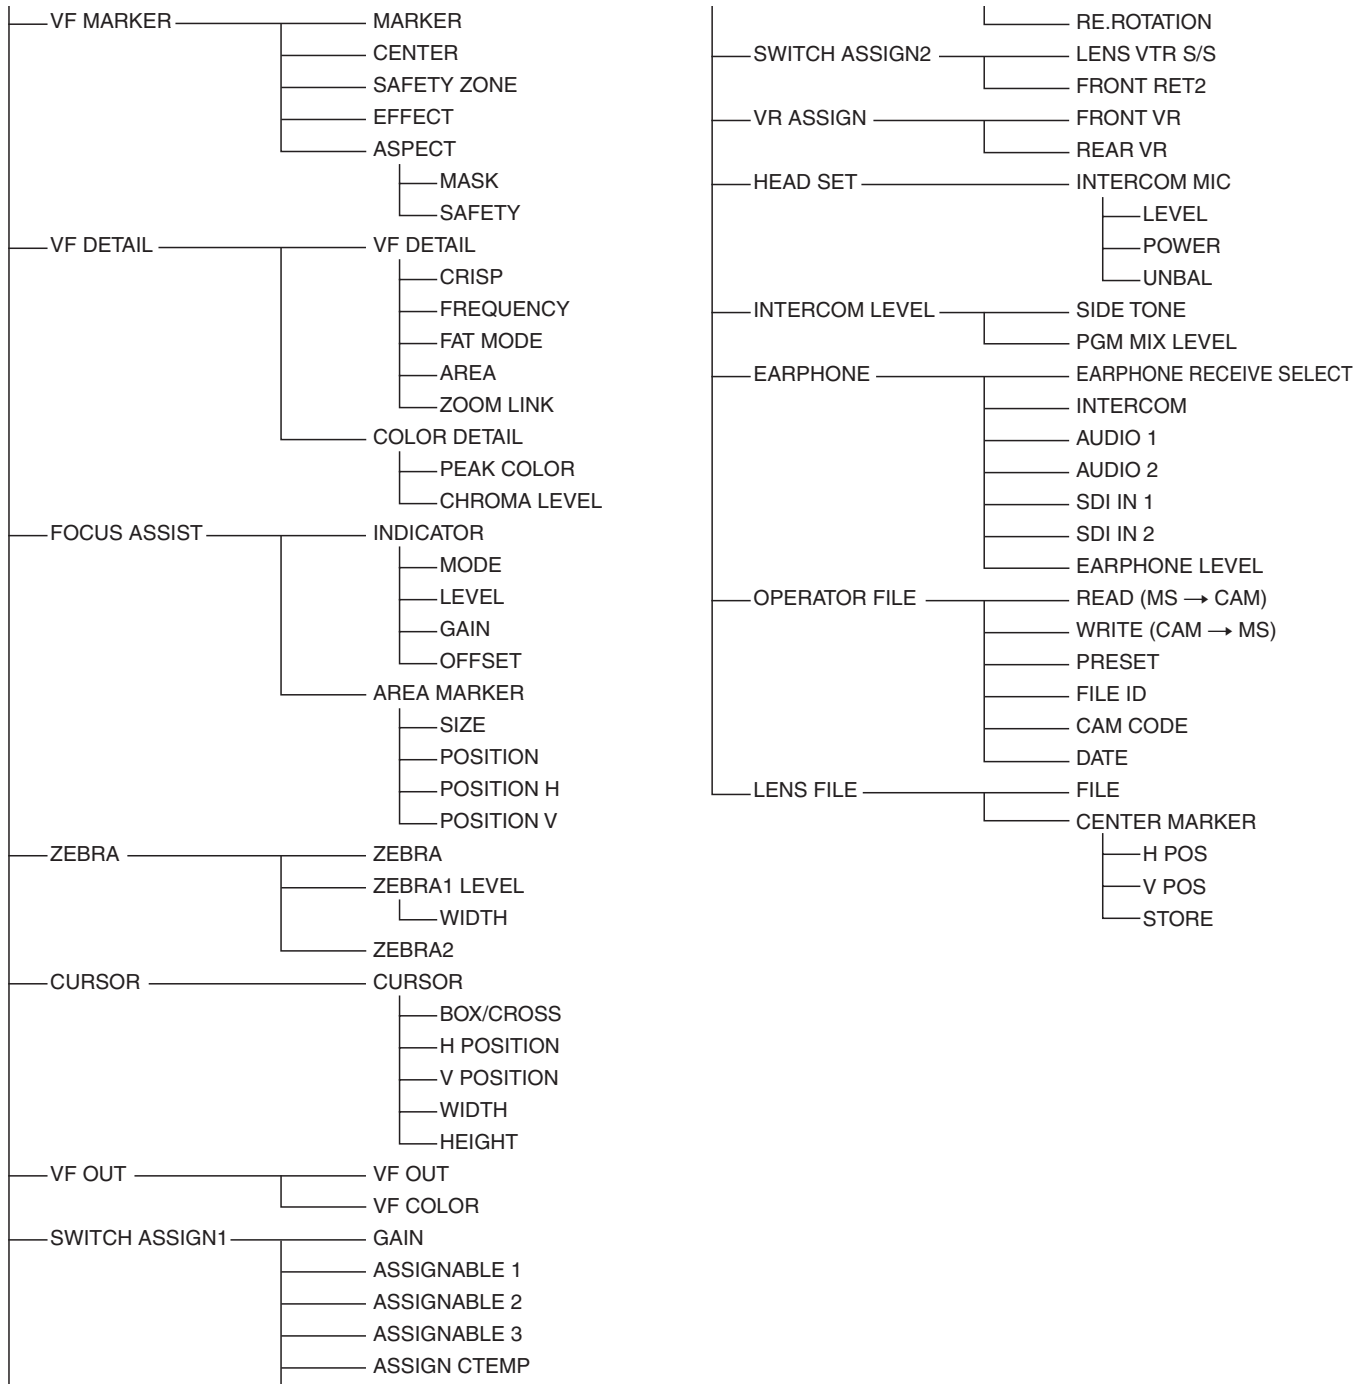 VF MARKER MARKER
CENTER
SAFETY ZONE
EFFECT
ASPECT
MASK
SAFETY
VF DETAIL VF DETAIL
CRISP
FREQUENCY
FAT MODE
AREA
ZOOM LINK
COLOR DETAIL
PEAK COLOR
CHROMA LEVEL
FOCUS ASSIST INDICATOR
MODE
LEVEL
GAIN
OFFSET
AREA MARKER
SIZE
POSITION
POSITION H
POSITION V
ZEBRA ZEBRA
ZEBRA1 LEVEL
WIDTH
ZEBRA2
CURSOR CURSOR
BOX/CROSS
H POSITION
V POSITION
WIDTH
HEIGHT
VF OUT VF OUT
VF COLOR
SWITCH ASSIGN1 GAIN
ASSIGNABLE 1
ASSIGNABLE 2
ASSIGNABLE 3
ASSIGN CTEMP
RE.ROTATION
SWITCH ASSIGN2 LENS VTR S/S
FRONT RET2
VR ASSIGN FRONT VR
REAR VR
HEAD SET INTERCOM MIC
LEVEL
POWER
UNBAL
INTERCOM LEVEL SIDE TONE
PGM MIX LEVEL
EARPHONE EARPHONE RECEIVE SELECT
INTERCOM
AUDIO 1
AUDIO 2
SDI IN 1
SDI IN 2
EARPHONE LEVEL
OPERATOR FILE READ (MS → CAM)
WRITE (CAM → MS)
PRESET
FILE ID
CAM CODE
DATE
LENS FILE FILE
CENTER MARKER
H POS
V POS
STORE